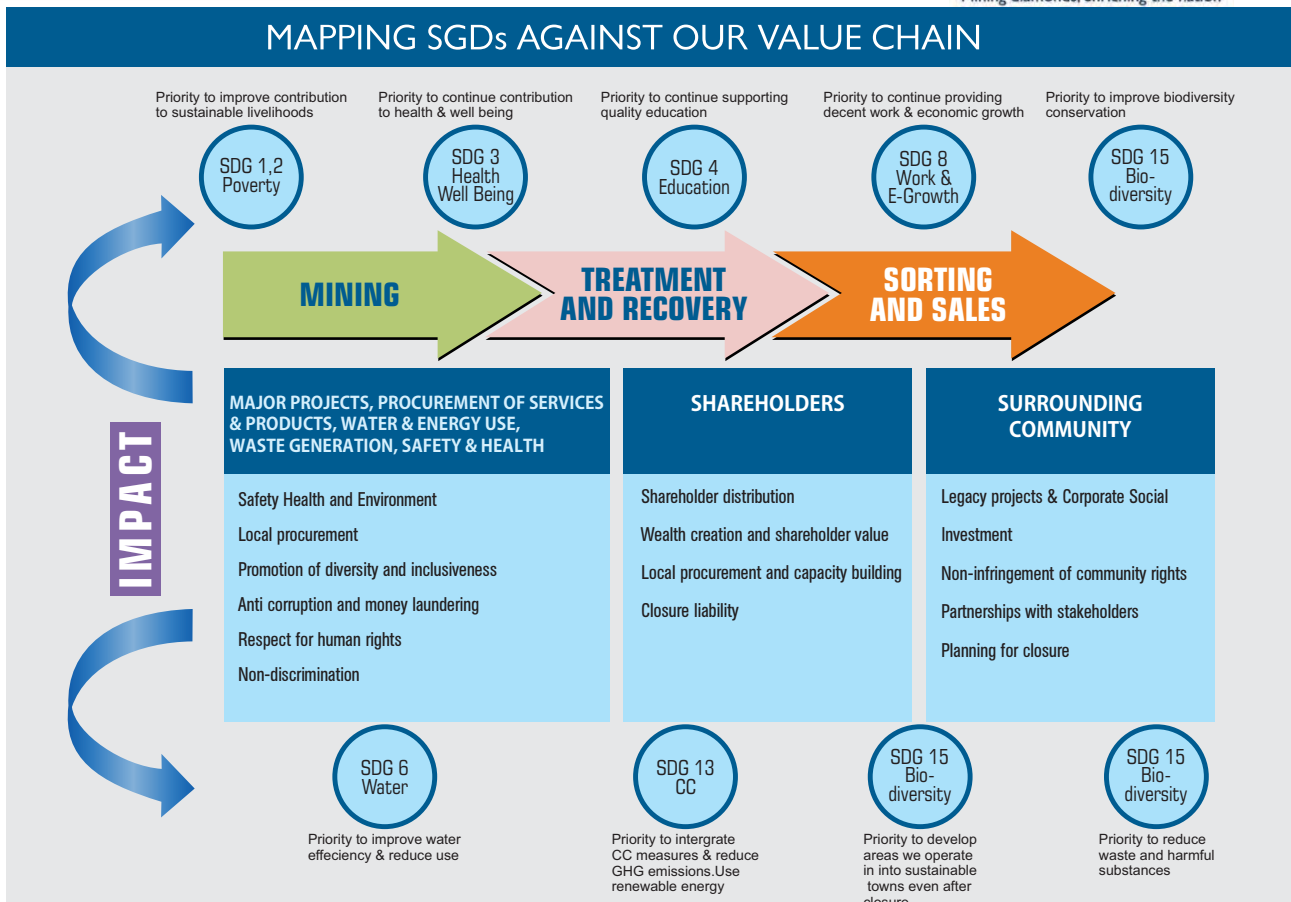 Mining Diamonds, enriching the nation
MAPPING SGDs AGAINST OUR VALUE CHAIN
Priority to improve contribution
to sustainable livelihoods
Priority to continue contribution
to health & well being
Priority to continue supporting
quality education
Priority to continue providing
decent work & economic growth
Priority to improve biodiversity
conservation
SDG 1,2
Poverty
SDG 3
Health
Well Being
SDG 4
Education
SDG 8
Work &
E-Growth
SDG 15
Bio-
diversity
MINING
TREATMENT
AND RECOVERY
SORTING
AND SALES
IMPACT
MAJOR PROJECTS, PROCUREMENT OF SERVICES
& PRODUCTS, WATER & ENERGY USE,
WASTE GENERATION, SAFETY & HEALTH
Safety Health and Environment
Local procurement
Promotion of diversity and inclusiveness
Anti corruption and money laundering
Respect for human rights
Non-discrimination
SHAREHOLDERS
Shareholder distribution
Wealth creation and shareholder value
Local procurement and capacity building
Closure liability
SURROUNDING
COMMUNITY
Legacy projects & Corporate Social
Investment
Non-infringement of community rights
Partnerships with stakeholders
Planning for closure
SDG 6
Water
SDG 13
CC
SDG 15
Bio-
diversity
SDG 15
Bio-
diversity
Priority to improve water
effeciency & reduce use
Priority to intergrate
CC measures & reduce
GHG emissions.Use
renewable energy
Priority to develop
areas we operate
in into sustainable
towns even after
closure
Priority to reduce
waste and harmful
substances